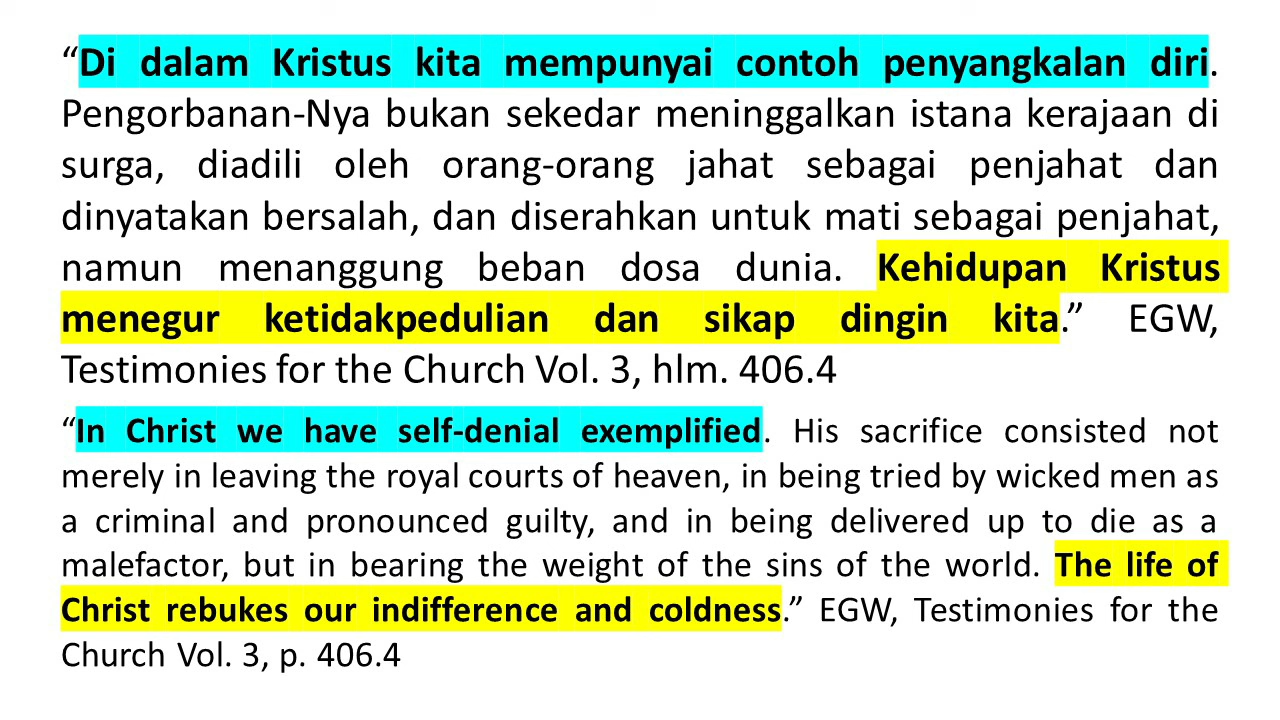 “Di dalam Kristus kita mempunyai contoh penyangkalan diri.
Pengorbanan-Nya bukan sekedar meninggalkan istana kerajaan di
surga, diadili oleh orang-orang jahat sebagai penjahat dan
dinyatakan bersalah, dan diserahkan untuk mati sebagai penjahat,
namun menanggung beban dosa dunia. Kehidupan Kristus
menegur ketidakpedulian dan sikap dingin kita.” EGW,
Testimonies for the Church Vol. 3, hlm. 406.4
“In Christ we have self-denial exemplified. His sacrifice consisted not
merely in leaving the royal courts of heaven, in being tried by wicked men as
a criminal and pronounced guilty, and in being delivered up to die as a
malefactor, but in bearing the weight of the sins of the world. The life of
Christ rebukes our indifference and coldness.” EGW, Testimonies for the
Church Vol. 3, p. 406.4